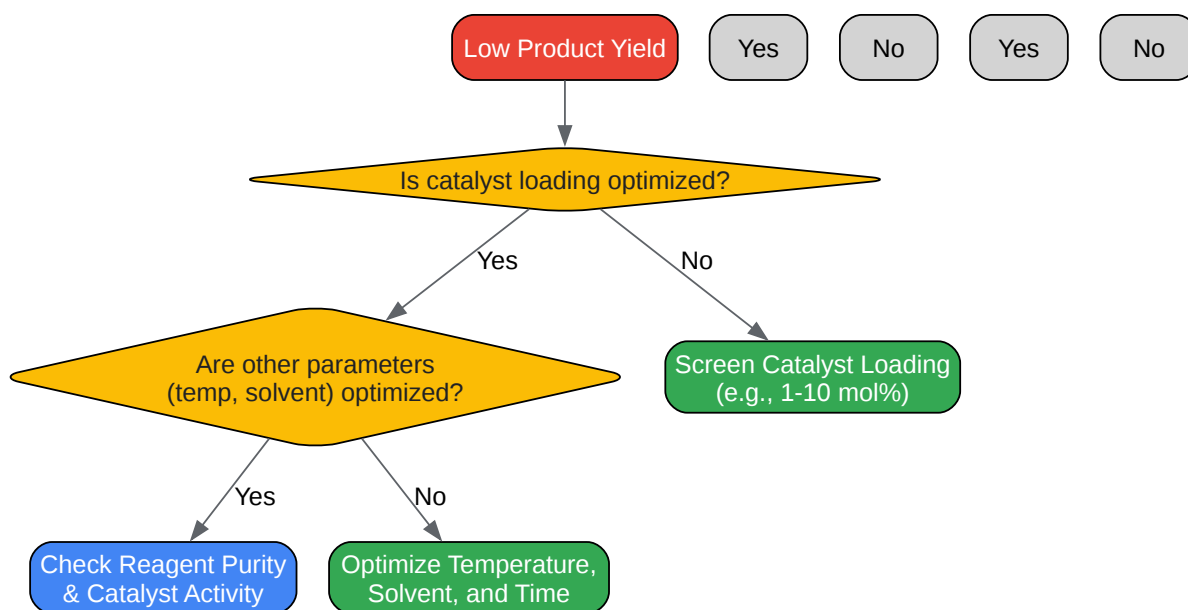 Low Product Yield
Yes
No
Yes
No
Is catalyst loading optimized?
Yes
No
Are other parameters
(temp, solvent) optimized?
Screen Catalyst Loading
(e.g., 1-10 mol%)
Yes
No
Check Reagent Purity
& Catalyst Activity
Optimize Temperature,
Solvent, and Time